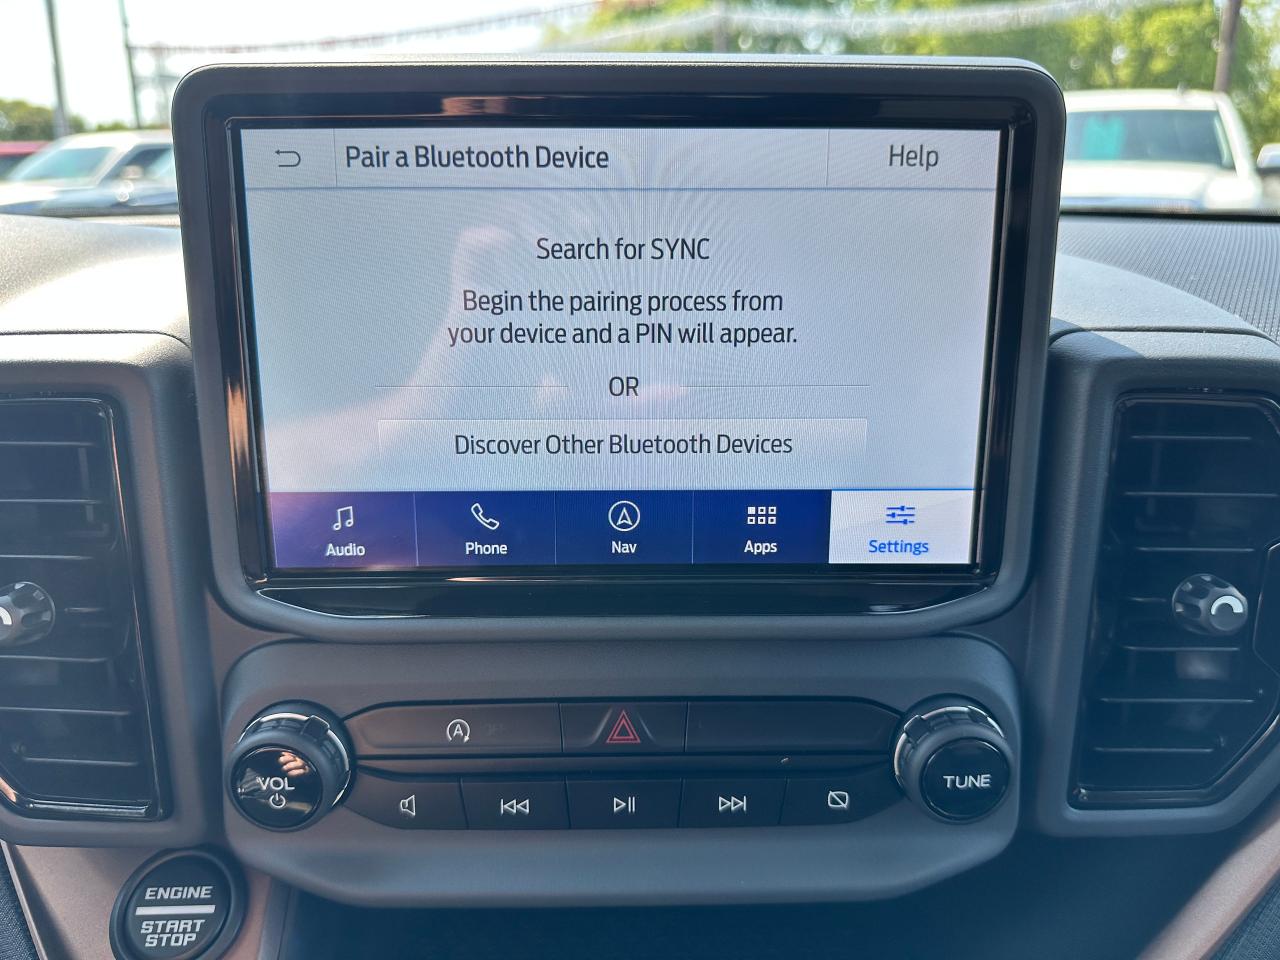 Pair a Bluetooth Device
Help
Search for SYNC
Begin the pairing process from
your device and a PIN will appear.
OR
Discover Other Bluetooth Devices
Audio
Phone
Nav
Apps
Settings
A
VOL
TUNE
ENGINE
START
STOP